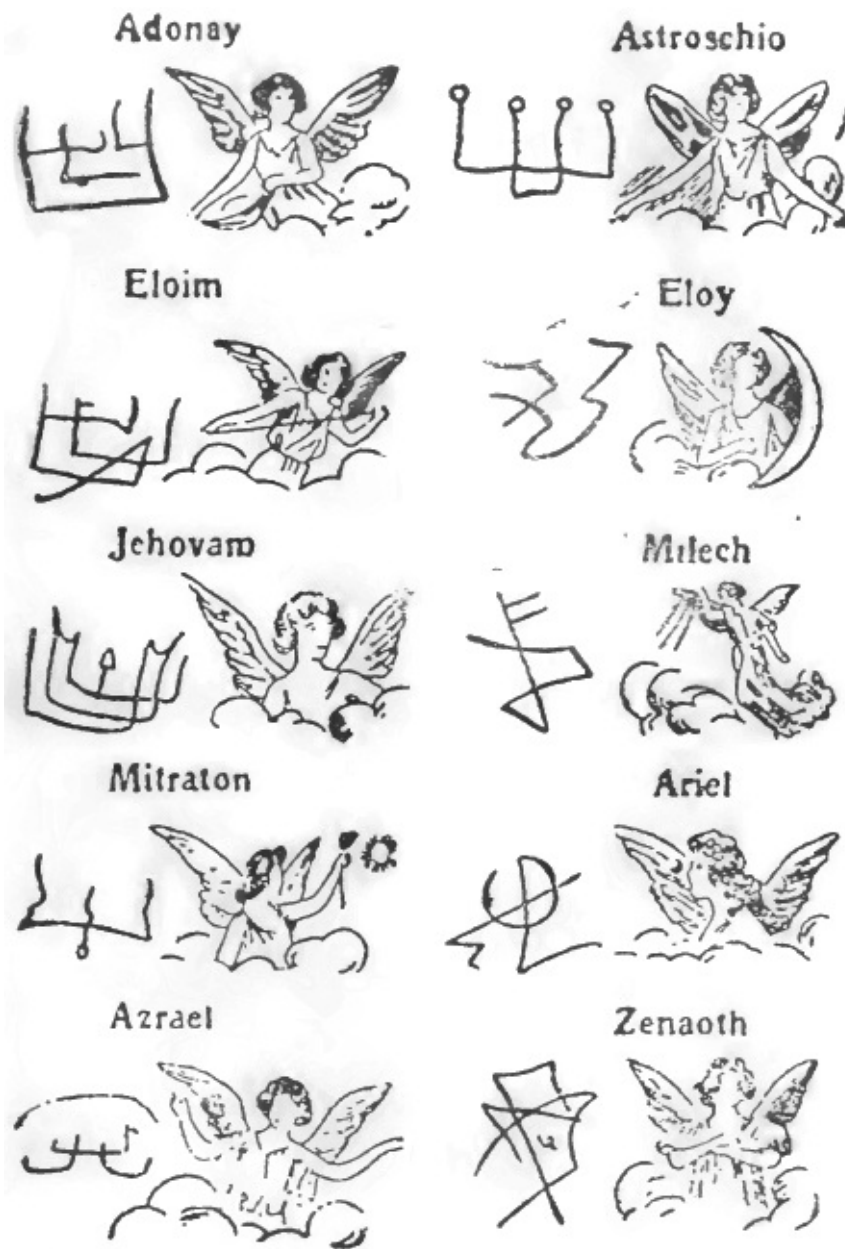 Adonay
Astroschio
Eloim
Eloy
Jehovam
Milech
Mitraton
Ariel
Azrael
Zenaoth